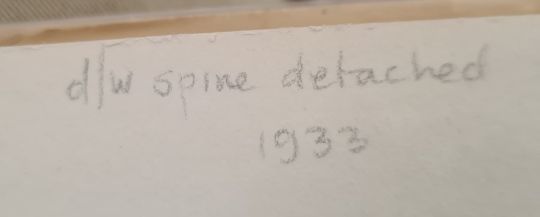 d/w spine detached
1933